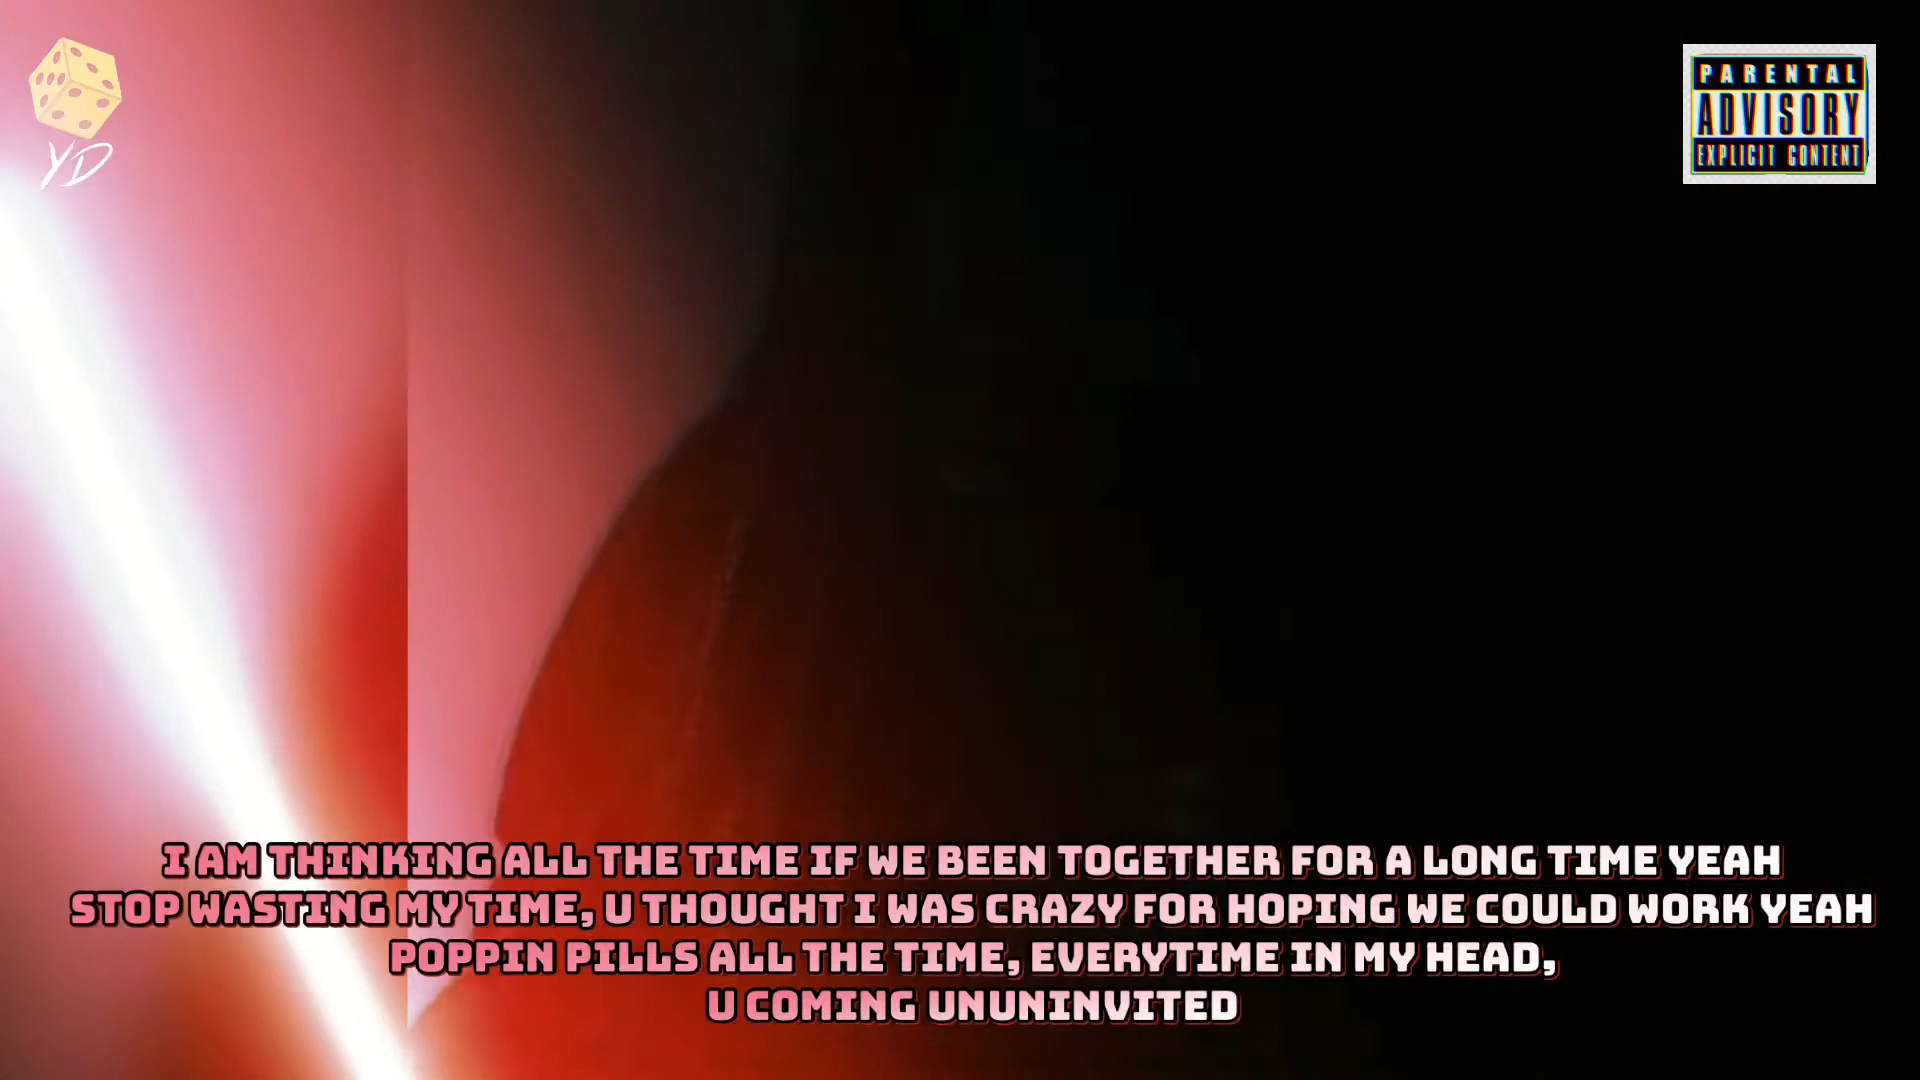 YD
PARENTAL
ADVISORY
EXPLICIT CONTENT
I AM THINKING ALL THE TIME IF WE BEEN TOGETHER FOR A LONG TIME YEAH
STOP WASTING MY TIME, U THOUGHT I WAS CRAZY FOR HOPING WE COULD WORK YEAH
POPPIN PILLS ALL THE TIME, EVERYTIME IN MY HEAD,
U COMING UNUNINVITED